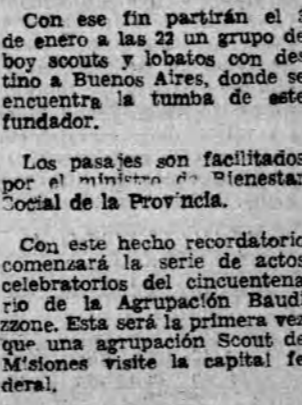 Con ese fin partirán el
de enero a las 22 un grupo de
boy scouts y lobatos con des
tino a Buenos Aires, donde se
encuentra la tumba de este
fundador.
Los pasajes son facilitados
por el ministro de Bienestar
Social de la Provincia.
Con este hecho recordatorio
comenzará la serie de actos
celebratorios del cincuentena
rio de la Agrupación Baud
zzone. Esta será la primera vez
que una agrupación Scout de
M'siones visite la capital fe
deral.